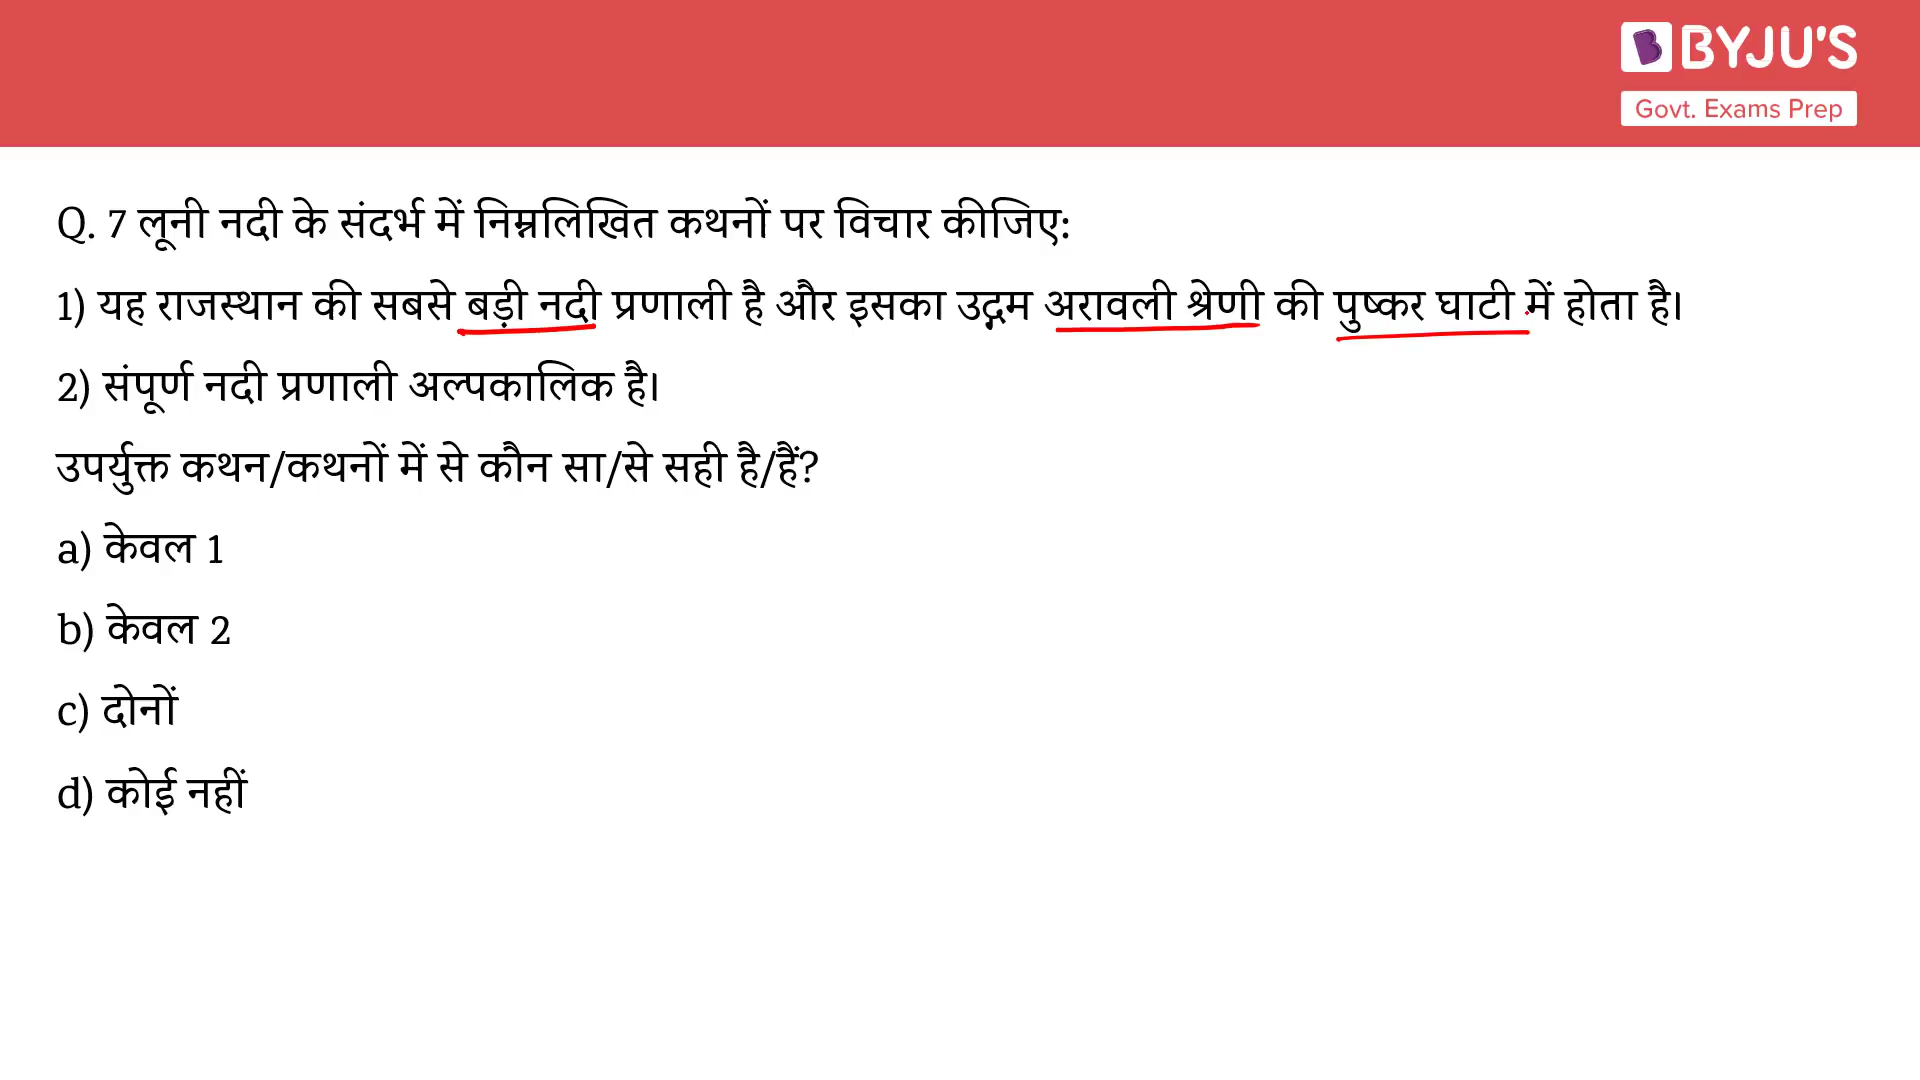 BYJU'S
Govt. Exams Prep
Q. 7 लूनी नदी के संदर्भ में निम्नलिखित कथनों पर विचार कीजिए:
1) यह राजस्थान की सबसे बड़ी नदी प्रणाली है और इसका उद्गम अरावली श्रेणी की पुष्कर घाटी में होता है।
2) संपूर्ण नदी प्रणाली अल्पकालिक है।
उपर्युक्त कथन/कथनों में से कौन सा/से सही है/हैं?
a) केवल 1
b) केवल 2
c) दोनों
d) कोई नहीं